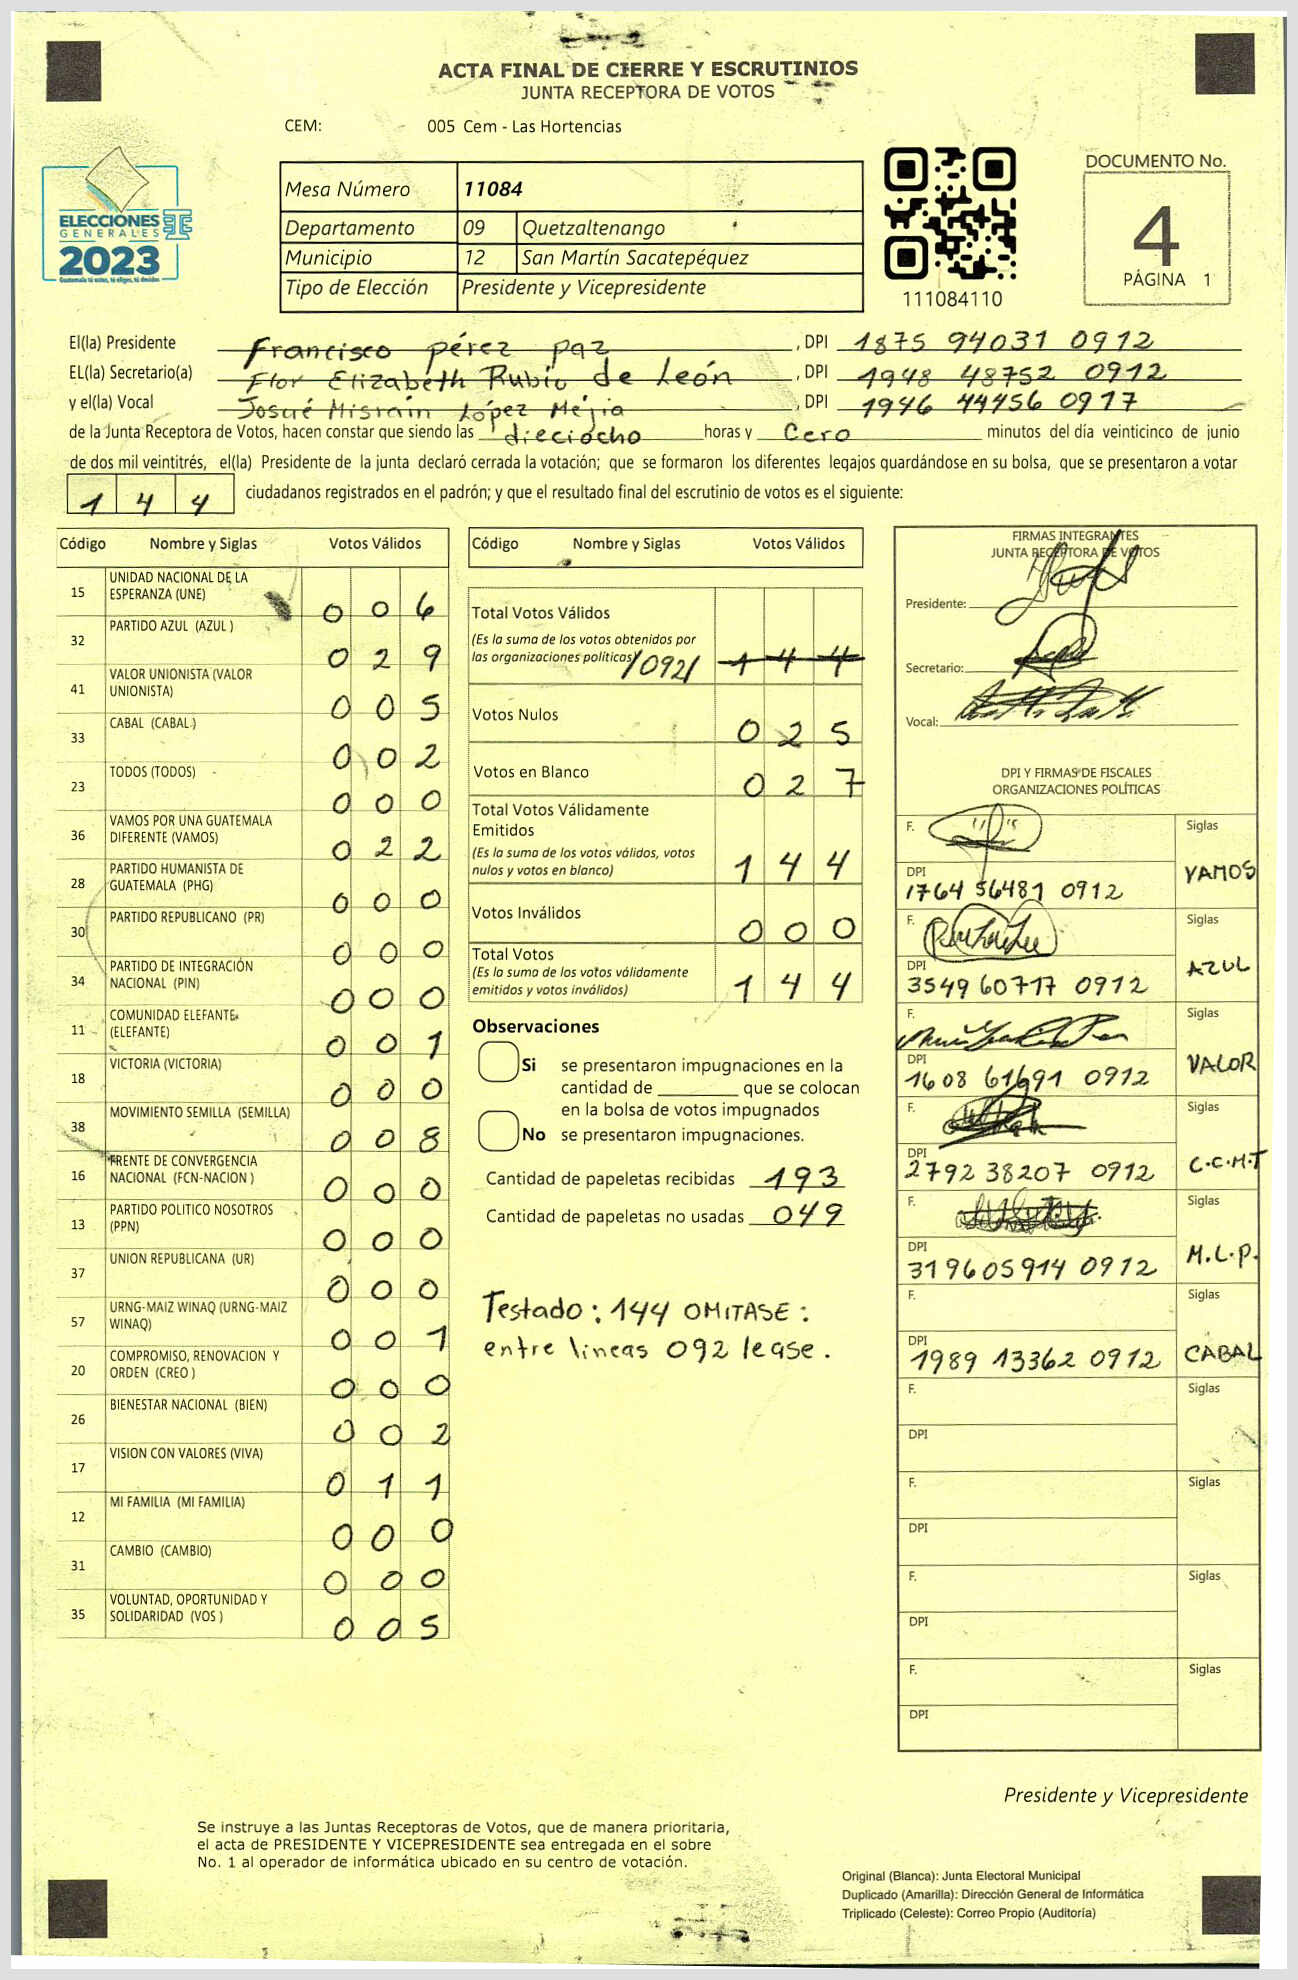 ACTA FINAL DE CIERRE Y ESCRUTINIOS
JUNTA RECEPTORA DE VOTOS
CEM: 005 Cem - Las Hortencias
ELECCIONES
GENERALES
2023
Mesa Número 11084
Departamento 09 Quetzaltenango
Municipio 12 San Martín Sacatepéquez
Tipo de Elección Presidente y Vicepresidente
111084110
DOCUMENTO No.
4
PÁGINA 1
El(la) Presidente Francisco pérez paz , DPI 1875 94031 0912
EL(la) Secretario(a) Flor Elizabeth Rubio de León , DPI 1948 48752 0912
y el(la) Vocal Josué Misraín López Mejia , DPI 1946 44456 0917
de la Junta Receptora de Votos, hacen constar que siendo las dieciocho horas y Cero minutos del día veinticinco de junio
de dos mil veintitrés, el(la) Presidente de la junta declaró cerrada la votación; que se formaron los diferentes legajos guardándose en su bolsa, que se presentaron a votar
1 4 4 ciudadanos registrados en el padrón; y que el resultado final del escrutinio de votos es el siguiente:
Código Nombre y Siglas Votos Válidos
15 UNIDAD NACIONAL DE LA ESPERANZA (UNE) 0 0 6
32 PARTIDO AZUL (AZUL ) 0 2 9
41 VALOR UNIONISTA (VALOR UNIONISTA) 0 0 5
33 CABAL (CABAL ) 0 0 2
23 TODOS (TODOS) 0 0 0
36 VAMOS POR UNA GUATEMALA DIFERENTE (VAMOS) 0 2 2
28 PARTIDO HUMANISTA DE GUATEMALA (PHG) 0 0 0
30 PARTIDO REPUBLICANO (PR) 0 0 0
34 PARTIDO DE INTEGRACIÓN NACIONAL (PIN) 0 0 0
11 COMUNIDAD ELEFANTE (ELEFANTE) 0 0 1
18 VICTORIA (VICTORIA) 0 0 0
38 MOVIMIENTO SEMILLA (SEMILLA) 0 0 8
16 FRENTE DE CONVERGENCIA NACIONAL (FCN-NACION ) 0 0 0
13 PARTIDO POLITICO NOSOTROS (PPN) 0 0 0
37 UNION REPUBLICANA (UR) 0 0 0
57 URNG-MAIZ WINAQ (URNG-MAIZ WINAQ) 0 0 1
20 COMPROMISO, RENOVACION Y ORDEN (CREO ) 0 0 0
26 BIENESTAR NACIONAL (BIEN) 0 0 2
17 VISION CON VALORES (VIVA) 0 1 1
12 MI FAMILIA (MI FAMILIA) 0 0 0
31 CAMBIO (CAMBIO) 0 0 0
35 VOLUNTAD, OPORTUNIDAD Y SOLIDARIDAD (VOS ) 0 0 5
Código Nombre y Siglas Votos Válidos
Total Votos Válidos
(Es la suma de los votos obtenidos por
las organizaciones políticas) /092/ 1 4 4
Votos Nulos 0 2 5
Votos en Blanco 0 2 7
Total Votos Válidamente
Emitidos
(Es la suma de los votos válidos, votos
nulos y votos en blanco) 1 4 4
Votos Inválidos 0 0 0
Total Votos
(Es la suma de los votos válidamente
emitidos y votos inválidos) 1 4 4
Observaciones
Si se presentaron impugnaciones en la
cantidad de ________ que se colocan
en la bolsa de votos impugnados
No se presentaron impugnaciones.
Cantidad de papeletas recibidas 193
Cantidad de papeletas no usadas 049
Testado: 144 OMITASE:
entre lineas 092 lease.
FIRMAS INTEGRANTES
JUNTA RECEPTORA DE VOTOS
Presidente:
Secretario:
Vocal:
DPI Y FIRMAS DE FISCALES
ORGANIZACIONES POLÍTICAS
F. Siglas
DPI 1764 56481 0912 VAMOS
F. Siglas
DPI 3549 60717 0912 AZUL
F. Siglas
DPI 1608 61691 0912 VALOR
F. Siglas
DPI 2792 38207 0912 C.C.M.T
F. Siglas
DPI 3196 05914 0912 M.L.P.
F. Siglas
DPI 1989 13362 0912 CABAL
F. Siglas
DPI
F. Siglas
DPI
F. Siglas
DPI
F. Siglas
DPI
Presidente y Vicepresidente
Se instruye a las Juntas Receptoras de Votos, que de manera prioritaria,
el acta de PRESIDENTE Y VICEPRESIDENTE sea entregada en el sobre
No. 1 al operador de informática ubicado en su centro de votación.
Original (Blanca): Junta Electoral Municipal
Duplicado (Amarilla): Dirección General de Informática
Triplicado (Celeste): Correo Propio (Auditoría)